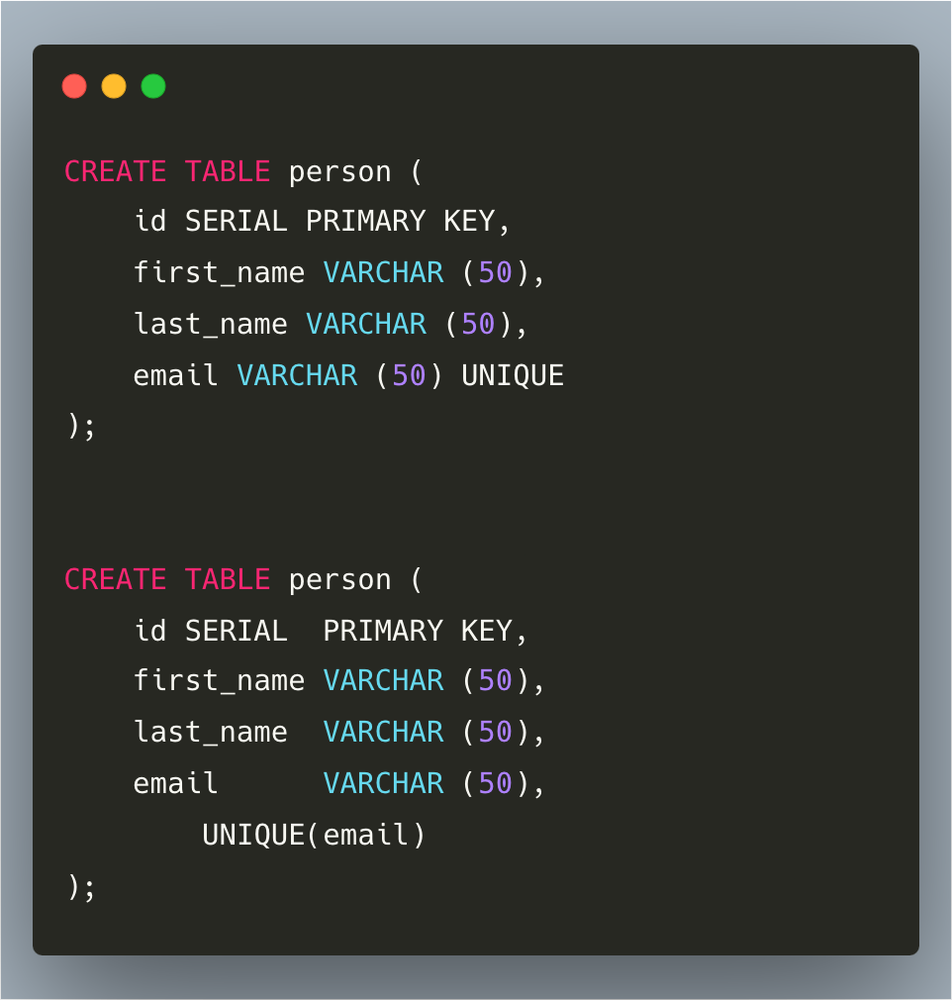 CREATE TABLE person (
    id SERIAL PRIMARY KEY,
    first_name VARCHAR (50),
    last_name VARCHAR (50),
    email VARCHAR (50) UNIQUE
);
CREATE TABLE person (
    id SERIAL  PRIMARY KEY,
    first_name VARCHAR (50),
    last_name  VARCHAR (50),
    email      VARCHAR (50),
        UNIQUE(email)
);